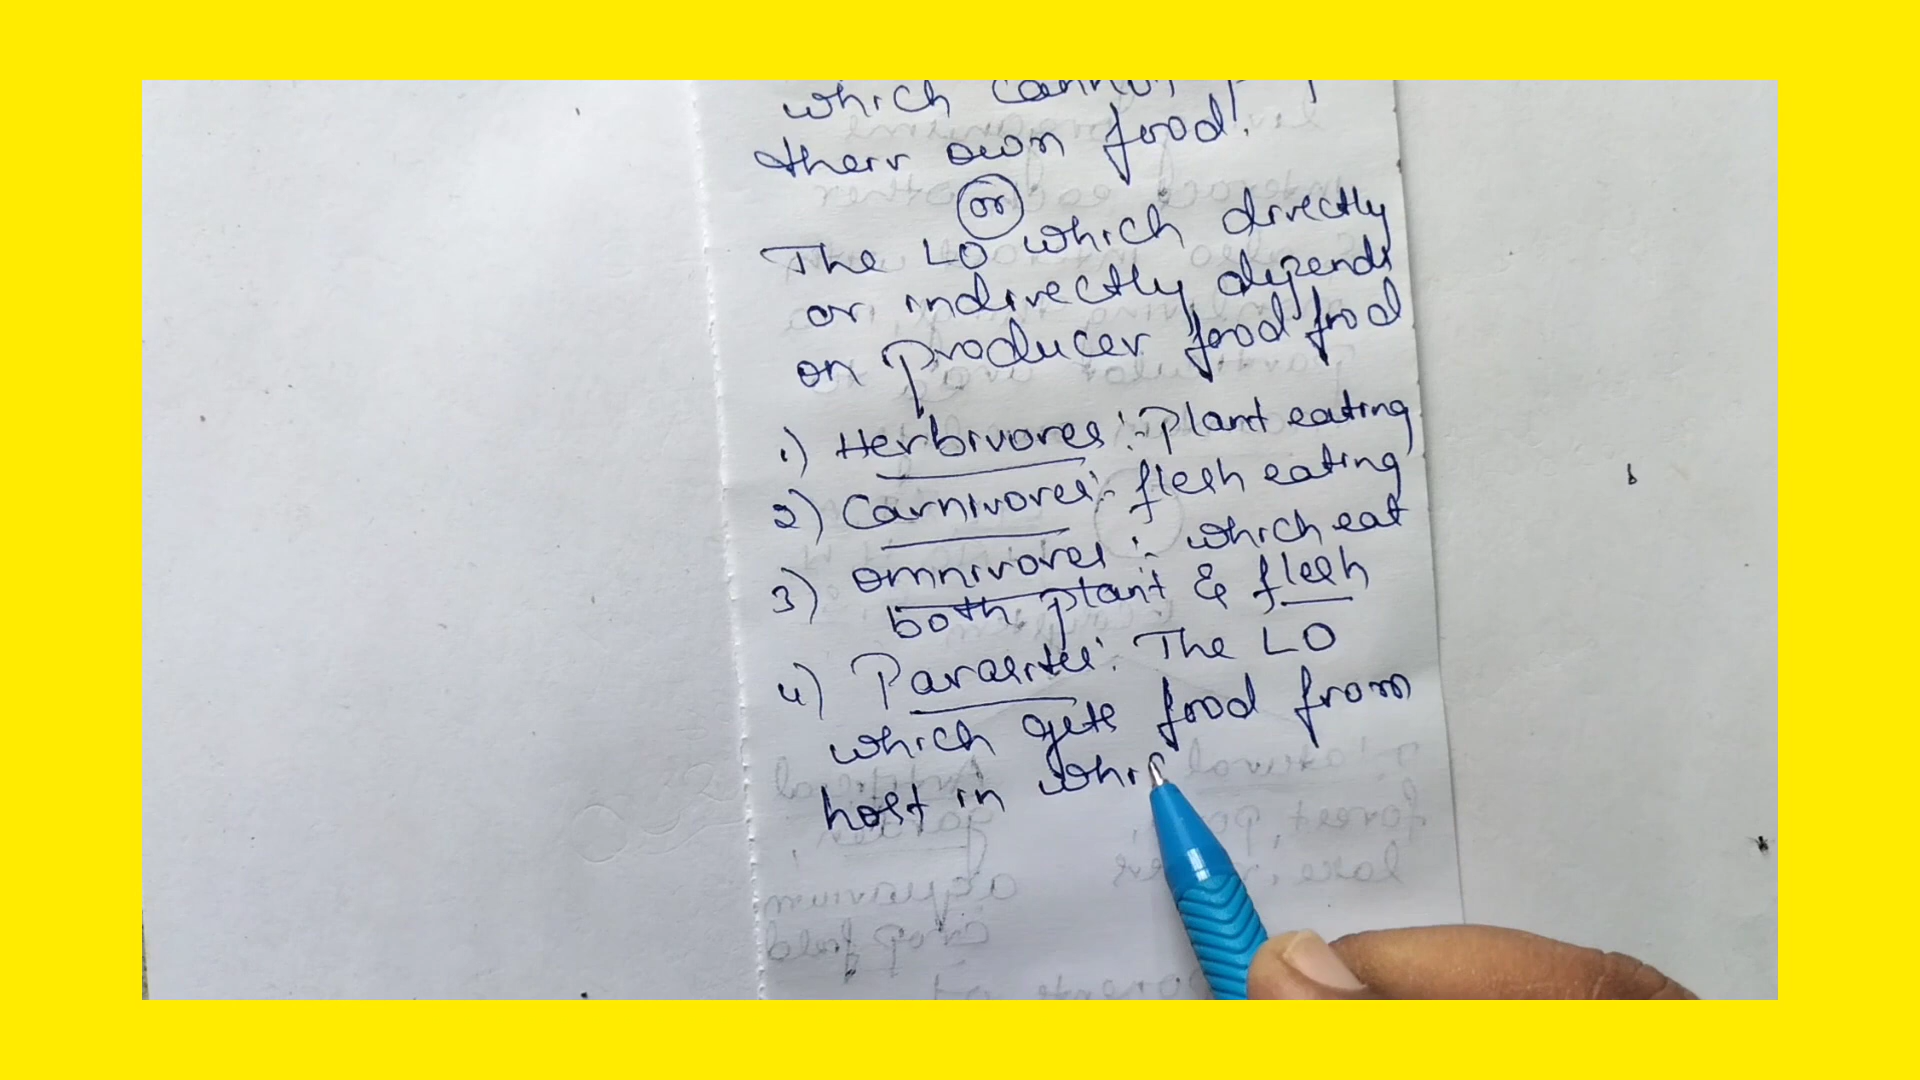 which cannot
their own food.
or
The LO which directly
or indirectly depends
on producer food food
1) Herbivores :- Plant eating
2) Carnivores :- flesh eating
3) omnivores :- which eat
both plant & flesh
4) Parasites : The LO
which gets food from
host in whi